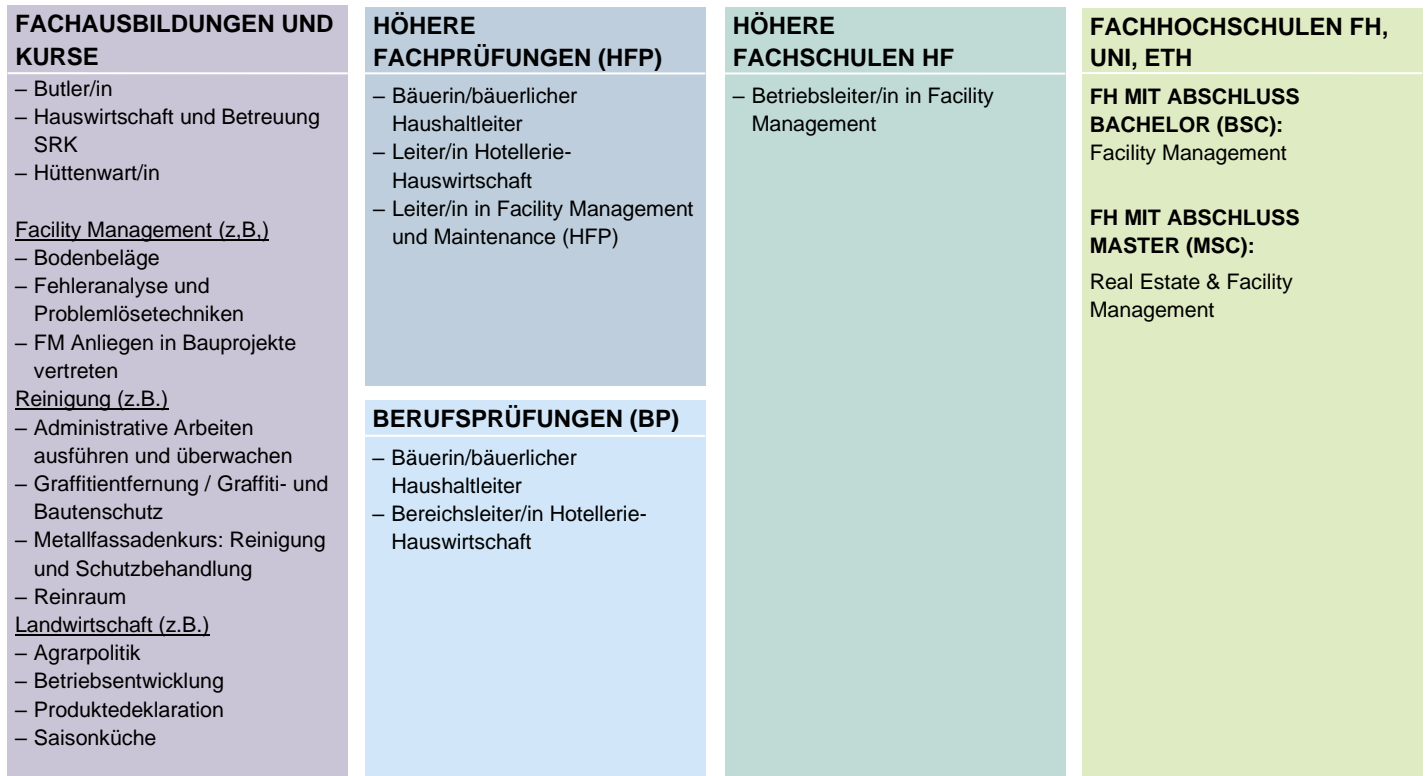 FACHAUSBILDUNGEN UND
KURSE
– Butler/in
– Hauswirtschaft und Betreuung
SRK
– Hüttenwart/in
Facility Management (z,B,)
– Bodenbeläge
– Fehleranalyse und
Problemlösetechniken
– FM Anliegen in Bauprojekte
vertreten
Reinigung (z.B.)
– Administrative Arbeiten
ausführen und überwachen
– Graffitientfernung / Graffiti- und
Bautenschutz
– Metallfassadenkurs: Reinigung
und Schutzbehandlung
– Reinraum
Landwirtschaft (z.B.)
– Agrarpolitik
– Betriebsentwicklung
– Produktedeklaration
– Saisonküche
HÖHERE
FACHPRÜFUNGEN (HFP)
– Bäuerin/bäuerlicher
Haushaltleiter
– Leiter/in Hotellerie-
Hauswirtschaft
– Leiter/in in Facility Management
und Maintenance (HFP)
BERUFSPRÜFUNGEN (BP)
– Bäuerin/bäuerlicher
Haushaltleiter
– Bereichsleiter/in Hotellerie-
Hauswirtschaft
HÖHERE
FACHSCHULEN HF
– Betriebsleiter/in in Facility
Management
FACHHOCHSCHULEN FH,
UNI, ETH
FH MIT ABSCHLUSS
BACHELOR (BSC):
Facility Management
FH MIT ABSCHLUSS
MASTER (MSC):
Real Estate & Facility
Management